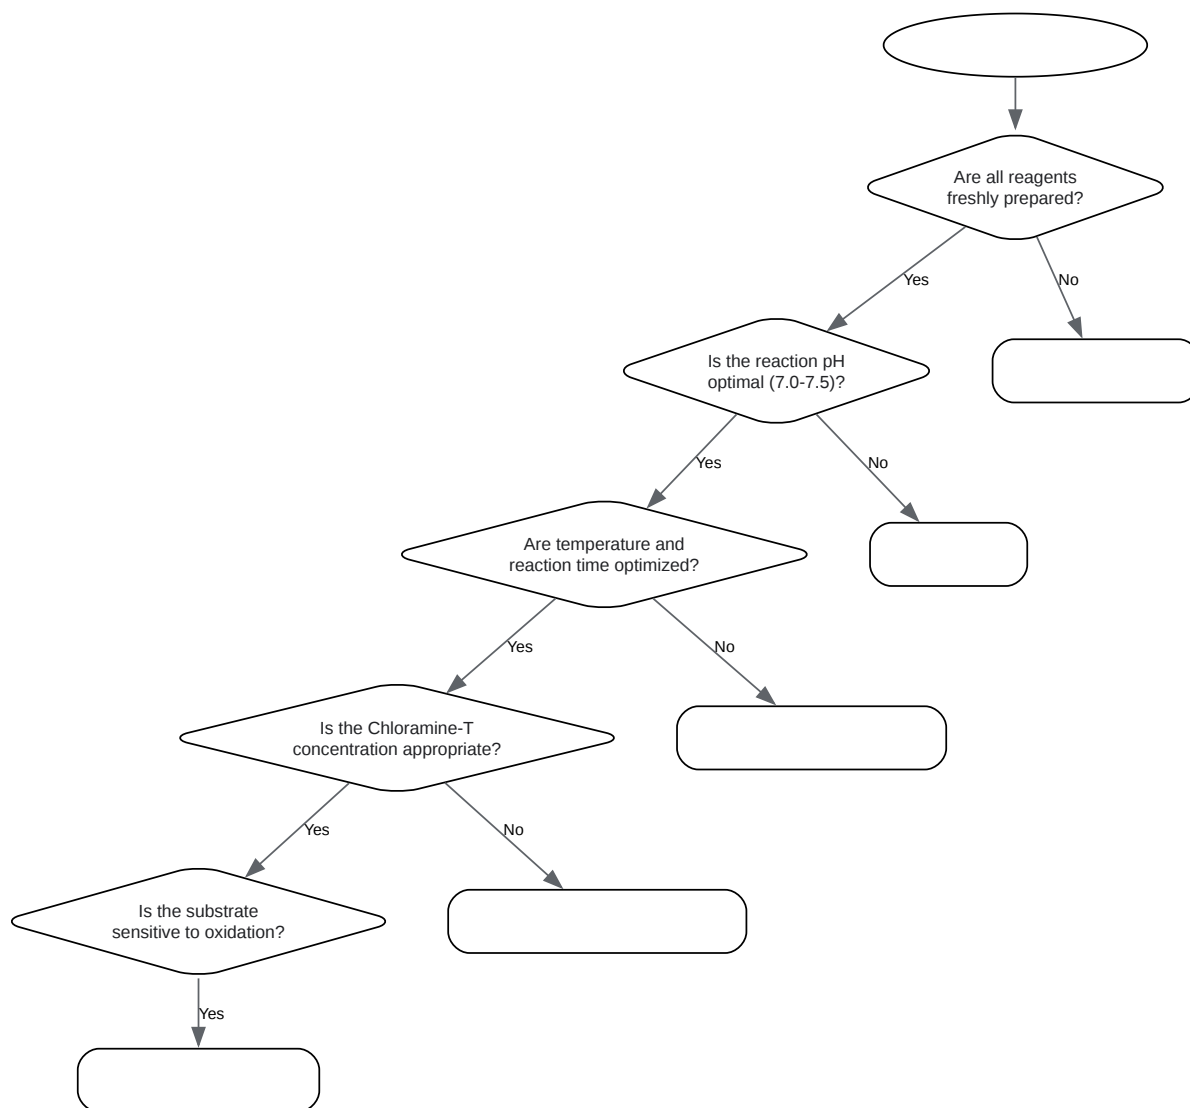 Are all reagents
freshly prepared?
Yes
No
Is the reaction pH
optimal (7.0-7.5)?
Yes
No
Are temperature and
reaction time optimized?
Yes
No
Is the Chloramine-T
concentration appropriate?
Yes
No
Is the substrate
sensitive to oxidation?
Yes